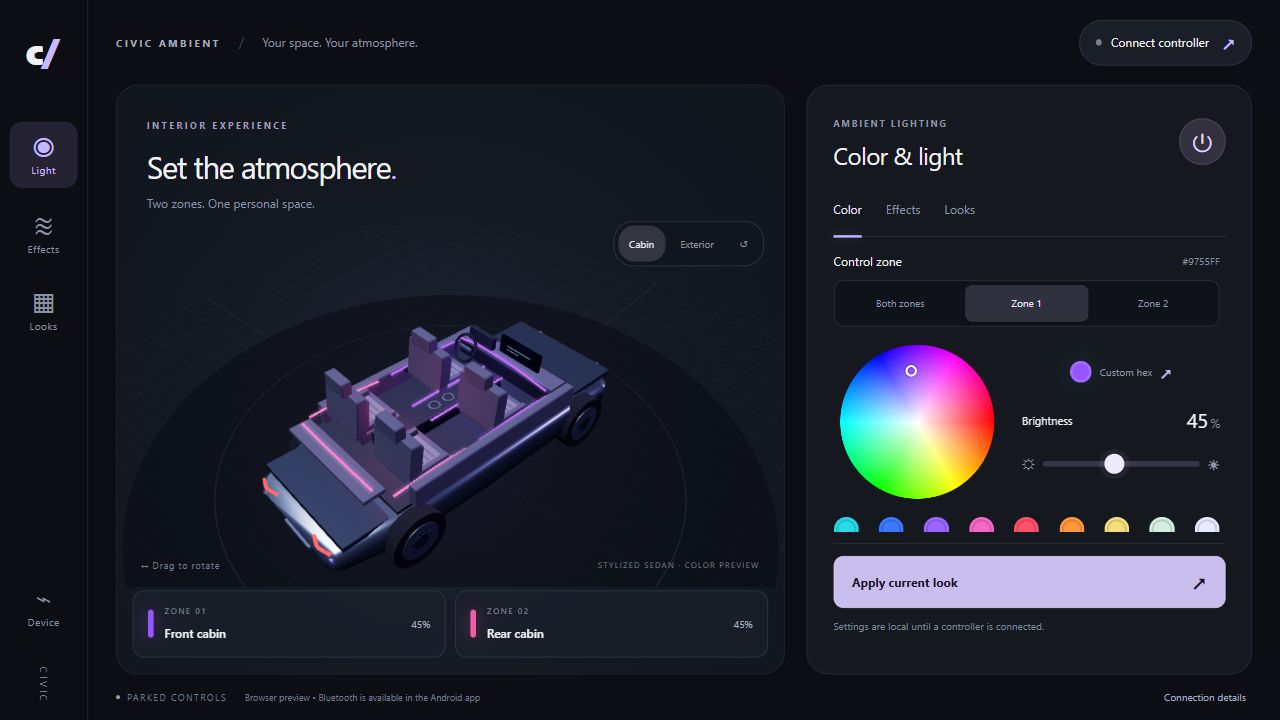 CIVIC AMBIENT / Your space. Your atmosphere.
Connect controller ↗
Light
Effects
Looks
Device
CIVIC
INTERIOR EXPERIENCE
Set the atmosphere.
Two zones. One personal space.
Cabin Exterior ↺
↔ Drag to rotate
STYLIZED SEDAN · COLOR PREVIEW
ZONE 01
Front cabin
45%
ZONE 02
Rear cabin
45%
AMBIENT LIGHTING
Color & light
Color Effects Looks
Control zone #9755FF
Both zones Zone 1 Zone 2
Custom hex ↗
Brightness 45%
Apply current look ↗
Settings are local until a controller is connected.
PARKED CONTROLS Browser preview • Bluetooth is available in the Android app
Connection details